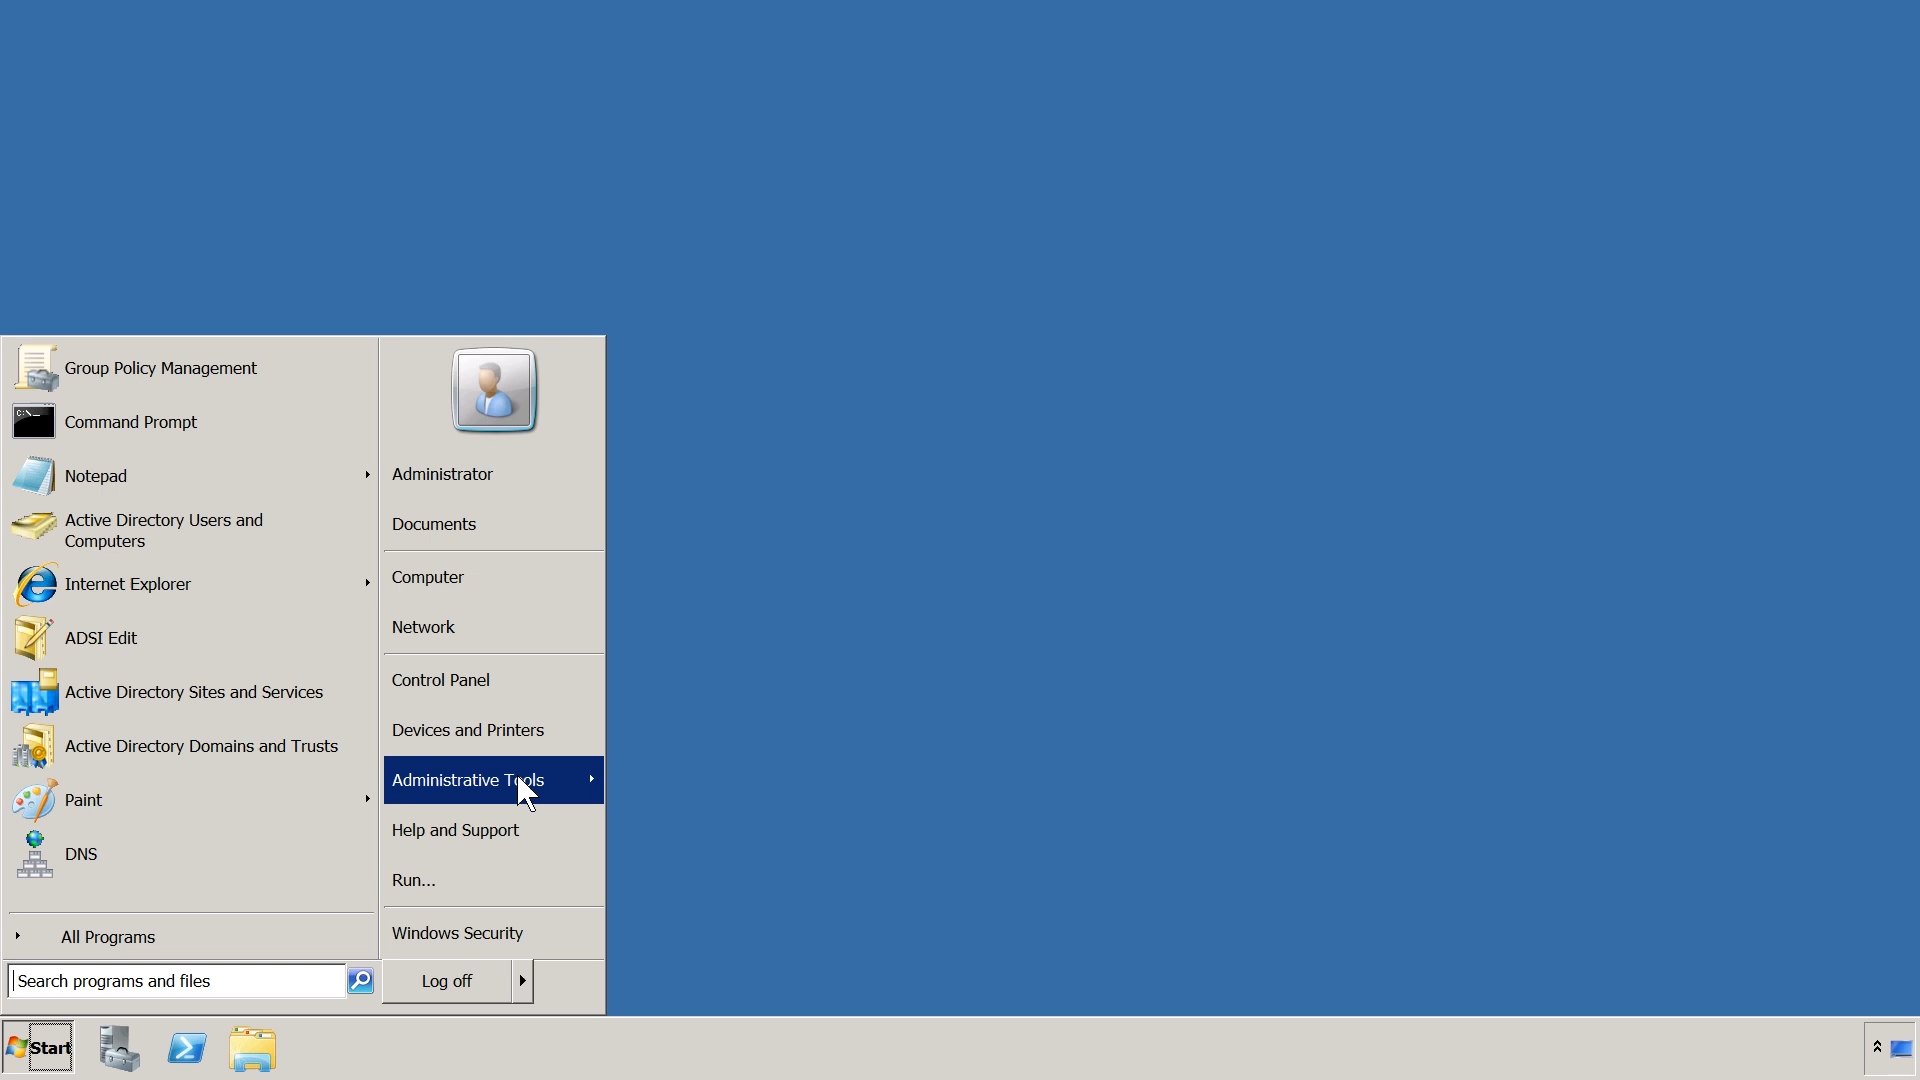 Group Policy Management
Command Prompt
Notepad
Active Directory Users and
Computers
Internet Explorer
ADSI Edit
Active Directory Sites and Services
Active Directory Domains and Trusts
Paint
DNS
All Programs
Search programs and files
Administrator
Documents
Computer
Network
Control Panel
Devices and Printers
Administrative Tools
Help and Support
Run...
Windows Security
Log off
Start